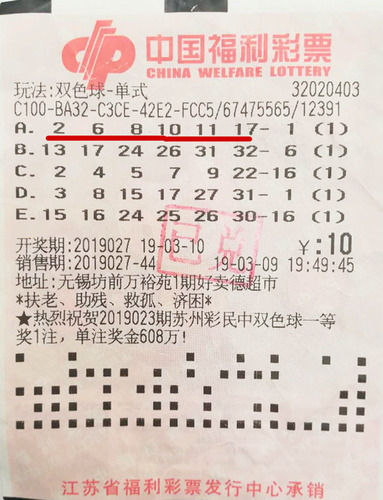 中国福利彩票
CHINA WELFARE LOTTERY
玩法:双色球-单式 32020403
C100-BA32-C3CE-42E2-FCC5/67475565/12391
A. 2 6 8 10 11 17- 1 (1)
B.13 17 24 26 31 32- 6 (1)
C. 2 4 5 7 9 22-16 (1)
D. 3 8 15 17 27 31- 1 (1)
E.15 16 24 25 26 30-16 (1)
开奖期:2019027 19-03-10 ¥:10
已兑
销售期:2019027-44 19-03-09 19:49:45
地址:无锡坊前万裕苑1期好卖德超市
*扶老、助残、救孤、济困*
★热烈祝贺2019023期苏州彩民中双色球一等
奖1注,单注奖金608万!
江苏省福利彩票发行中心承销